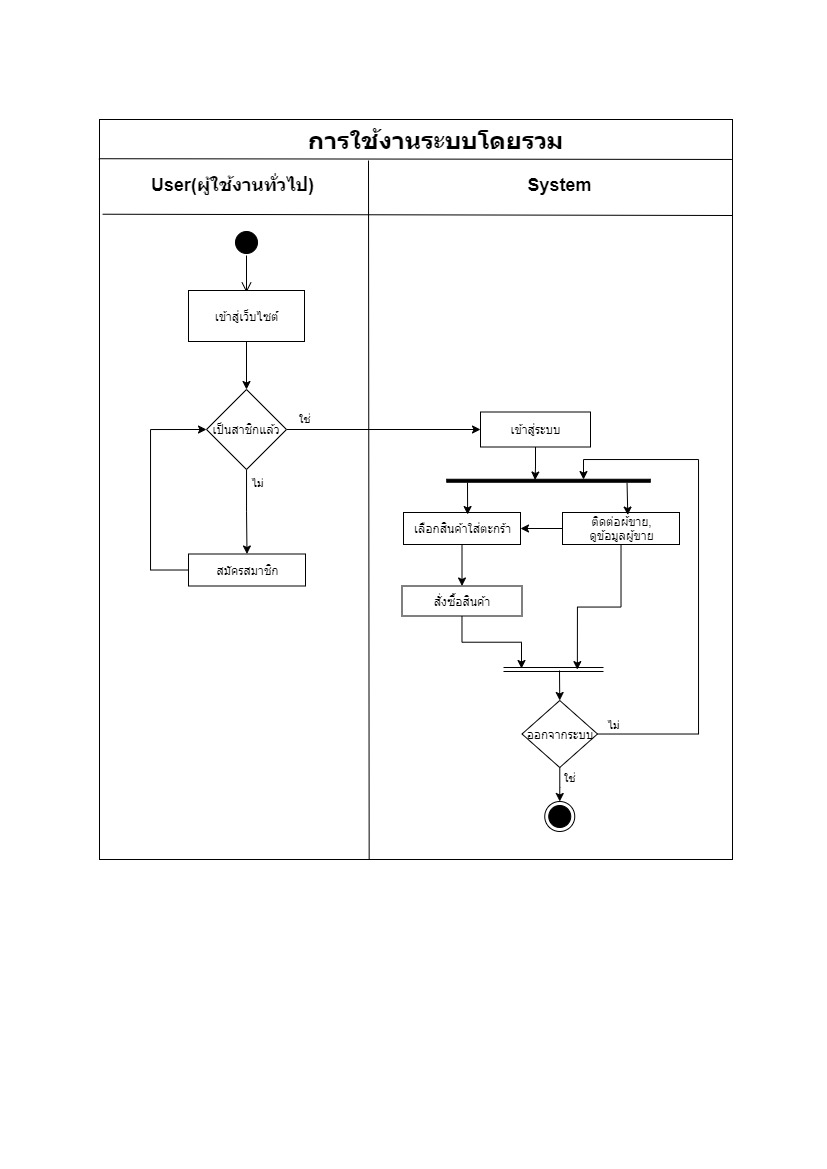 การใช้งานระบบโดยรวม
User(ผู้ใช้งานทั่วไป)
System
เข้าสู่เว็บไซต์
เป็นสาชิกแล้ว
ใช่
ไม่
สมัครสมาชิก
เข้าสู่ระบบ
เลือกสินค้าใส่ตะกร้า
ติดต่อผู้ขาย,
ดูข้อมูลผู้ขาย
สั่งซื้อสินค้า
ออกจากระบบ
ไม่
ใช่